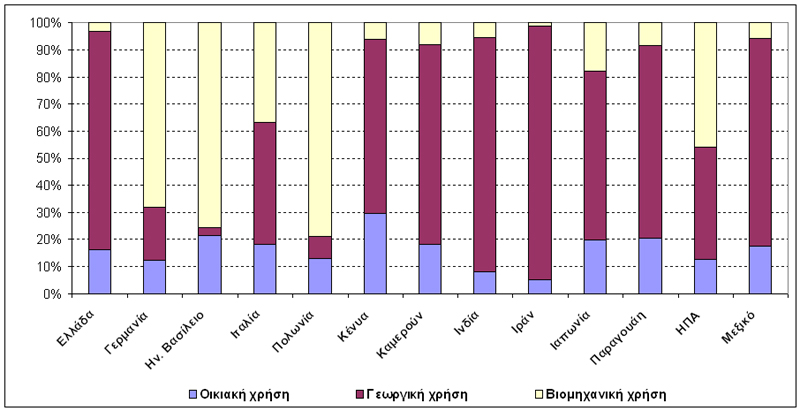 100%
90%
80%
70%
60%
50%
40%
30%
20%
10%
0%
Ελλάδα
Γερμανία
Ην. Βασίλειο
Ιταλία
Πολωνία
Κένυα
Καμερούν
Ινδία
Ιράν
Ιαπωνία
Παραγουάη
ΗΠΑ
Μεξικό
Οικιακή χρήση Γεωργική χρήση Βιομηχανική χρήση